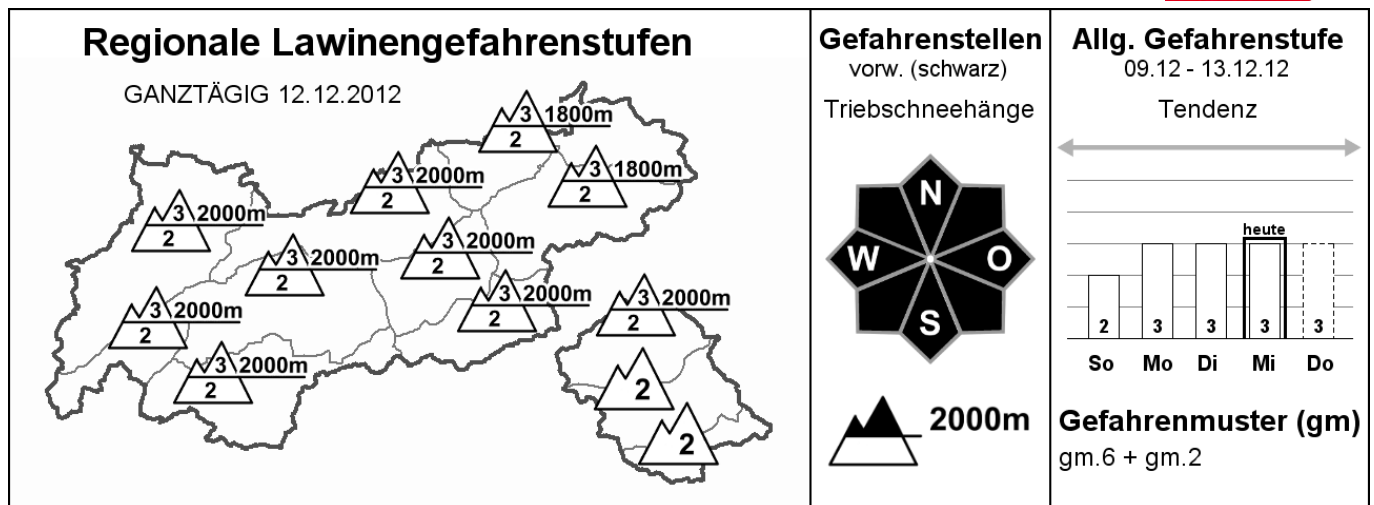 Regionale Lawinengefahrenstufen
GANZTÄGIG 12.12.2012
3 1800m
2
3 1800m
2
3 2000m
2
3 2000m
2
3 2000m
2
3 2000m
2
3 2000m
2
3 2000m
2
3 2000m
2
3 2000m
2
2
2
Gefahrenstellen
vorw. (schwarz)
Triebschneehänge
N
W O
S
2000m
Allg. Gefahrenstufe
09.12 - 13.12.12
Tendenz
heute
2 3 3 3 3
So Mo Di Mi Do
Gefahrenmuster (gm)
gm.6 + gm.2